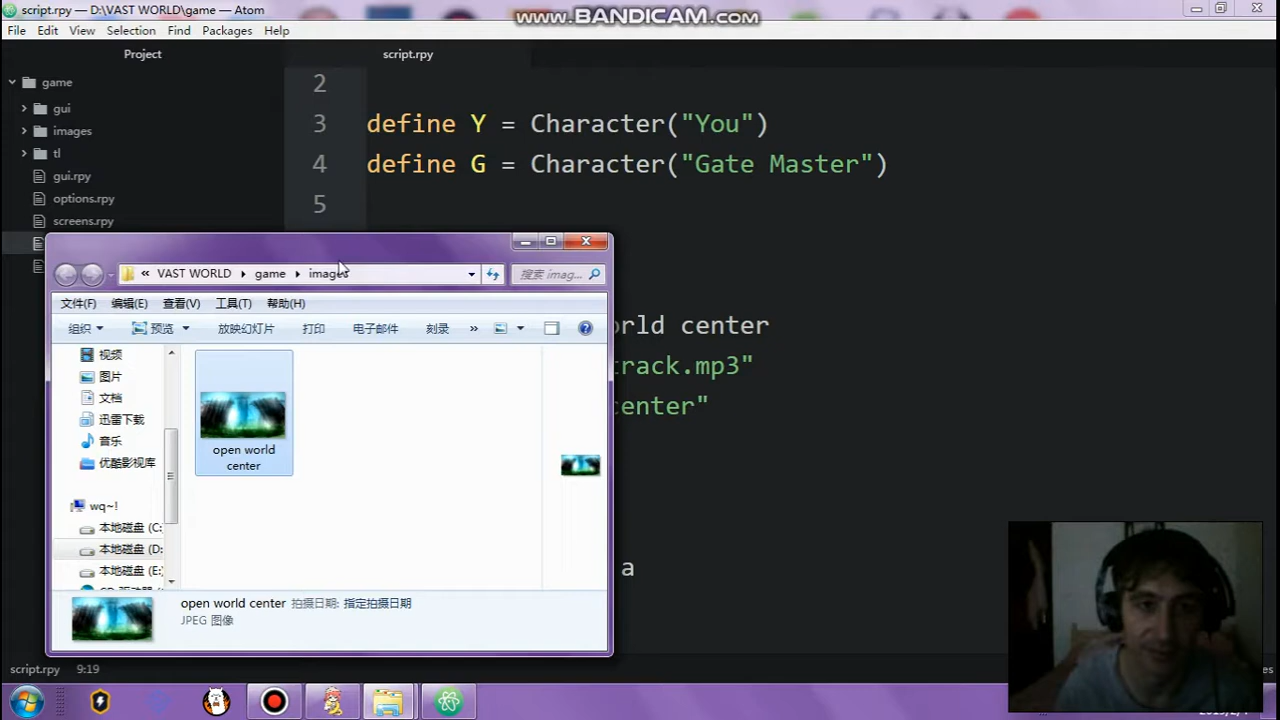 script.rpy — D:\VAST WORLD\game — Atom
www.BANDICAM.com
File Edit View Selection Find Packages Help
Project
script.rpy
game
gui
images
tl
gui.rpy
options.rpy
screens.rpy
2
3 define Y = Character("You")
4 define G = Character("Gate Master")
5
world center
track.mp3"
center"
a
« VAST WORLD game images
搜索 imag...
文件(F) 编辑(E) 查看(V) 工具(T) 帮助(H)
组织 预览 放映幻灯片 打印 电子邮件 刻录 »
视频
图片
文档
迅雷下载
音乐
优酷影视库
wq~!
本地磁盘 (C:
本地磁盘 (D:
本地磁盘 (E:
open world
center
open world center 拍摄日期: 指定拍摄日期
JPEG 图像
script.rpy 9:19